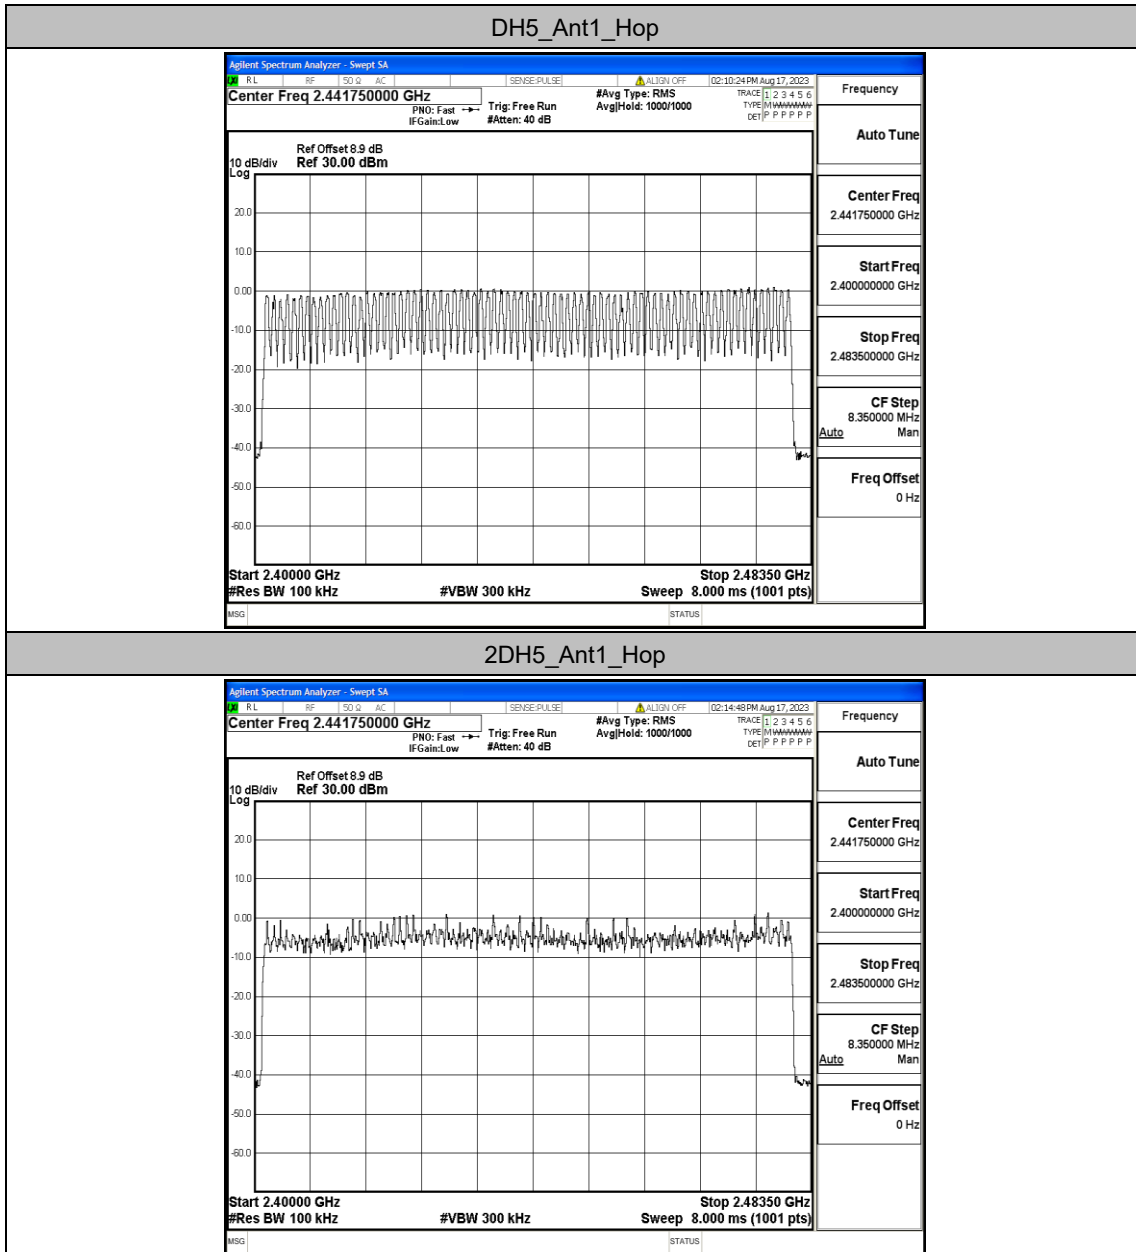 DH5_Ant1_Hop
Agilent Spectrum Analyzer - Swept SA
RL RF 50 Ω AC SENSE:PULSE ALIGN OFF 02:10:24 PM Aug 17, 2023
Center Freq 2.441750000 GHz
PNO: Fast
IFGain:Low
Trig: Free Run
#Atten: 40 dB
#Avg Type: RMS
Avg|Hold: 1000/1000
TRACE 1 2 3 4 5 6
TYPE M
DET P P P P P P
Ref Offset 8.9 dB
10 dB/div Ref 30.00 dBm
Log
20.0
10.0
0.00
-10.0
-20.0
-30.0
-40.0
-50.0
-60.0
Start 2.40000 GHz Stop 2.48350 GHz
#Res BW 100 kHz #VBW 300 kHz Sweep 8.000 ms (1001 pts)
MSG STATUS
Frequency
Auto Tune
Center Freq
2.441750000 GHz
Start Freq
2.400000000 GHz
Stop Freq
2.483500000 GHz
CF Step
8.350000 MHz
Auto Man
Freq Offset
0 Hz
2DH5_Ant1_Hop
Agilent Spectrum Analyzer - Swept SA
RL RF 50 Ω AC SENSE:PULSE ALIGN OFF 02:14:48 PM Aug 17, 2023
Center Freq 2.441750000 GHz
PNO: Fast
IFGain:Low
Trig: Free Run
#Atten: 40 dB
#Avg Type: RMS
Avg|Hold: 1000/1000
TRACE 1 2 3 4 5 6
TYPE M
DET P P P P P P
Ref Offset 8.9 dB
10 dB/div Ref 30.00 dBm
Log
20.0
10.0
0.00
-10.0
-20.0
-30.0
-40.0
-50.0
-60.0
Start 2.40000 GHz Stop 2.48350 GHz
#Res BW 100 kHz #VBW 300 kHz Sweep 8.000 ms (1001 pts)
MSG STATUS
Frequency
Auto Tune
Center Freq
2.441750000 GHz
Start Freq
2.400000000 GHz
Stop Freq
2.483500000 GHz
CF Step
8.350000 MHz
Auto Man
Freq Offset
0 Hz